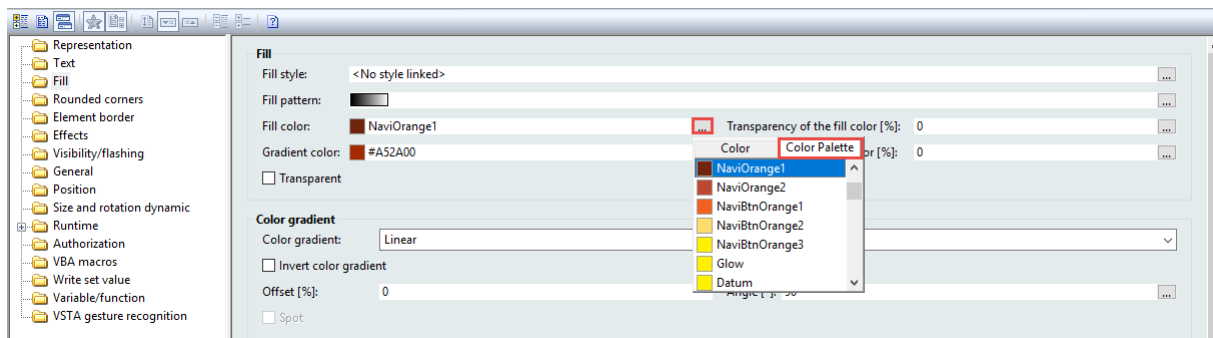 Representation
Text
Fill
Rounded corners
Element border
Effects
Visibility/flashing
General
Position
Size and rotation dynamic
Runtime
Authorization
VBA macros
Write set value
Variable/function
VSTA gesture recognition
Fill
Fill style: <No style linked> ...
Fill pattern: ...
Fill color: NaviOrange1 ... Transparency of the fill color [%]: 0 ...
Gradient color: #A52A00 or [%]: 0 ...
Color Color Palette
NaviOrange1
NaviOrange2
NaviBtnOrange1
NaviBtnOrange2
NaviBtnOrange3
Glow
Datum
Transparent
Color gradient
Color gradient: Linear
Invert color gradient
Offset [%]: 0 Angle [°]: 90 ...
Spot